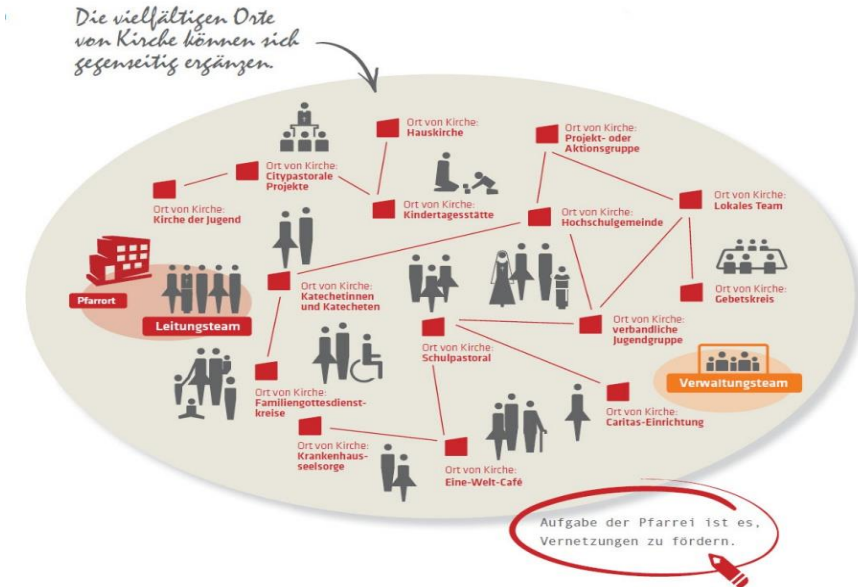 Die vielfältigen Orte
von Kirche können sich
gegenseitig ergänzen.
Ort von Kirche:
Hauskirche
Ort von Kirche:
Projekt- oder
Aktionsgruppe
Ort von Kirche:
Citypastorale
Projekte
Ort von Kirche:
Kirche der Jugend
Ort von Kirche:
Kindertagesstätte
Ort von Kirche:
Hochschulgemeinde
Ort von Kirche:
Lokales Team
Pfarrort
Leitungsteam
Ort von Kirche:
Katechetinnen
und Katecheten
Ort von Kirche:
Gebetskreis
Ort von Kirche:
Schulpastoral
Ort von Kirche:
verbandliche
Jugendgruppe
Verwaltungsteam
Ort von Kirche:
Familiengottesdienst-
kreise
Ort von Kirche:
Caritas-Einrichtung
Ort von Kirche:
Krankenhaus-
seelsorge
Ort von Kirche:
Eine-Welt-Café
Aufgabe der Pfarrei ist es,
Vernetzungen zu fördern.